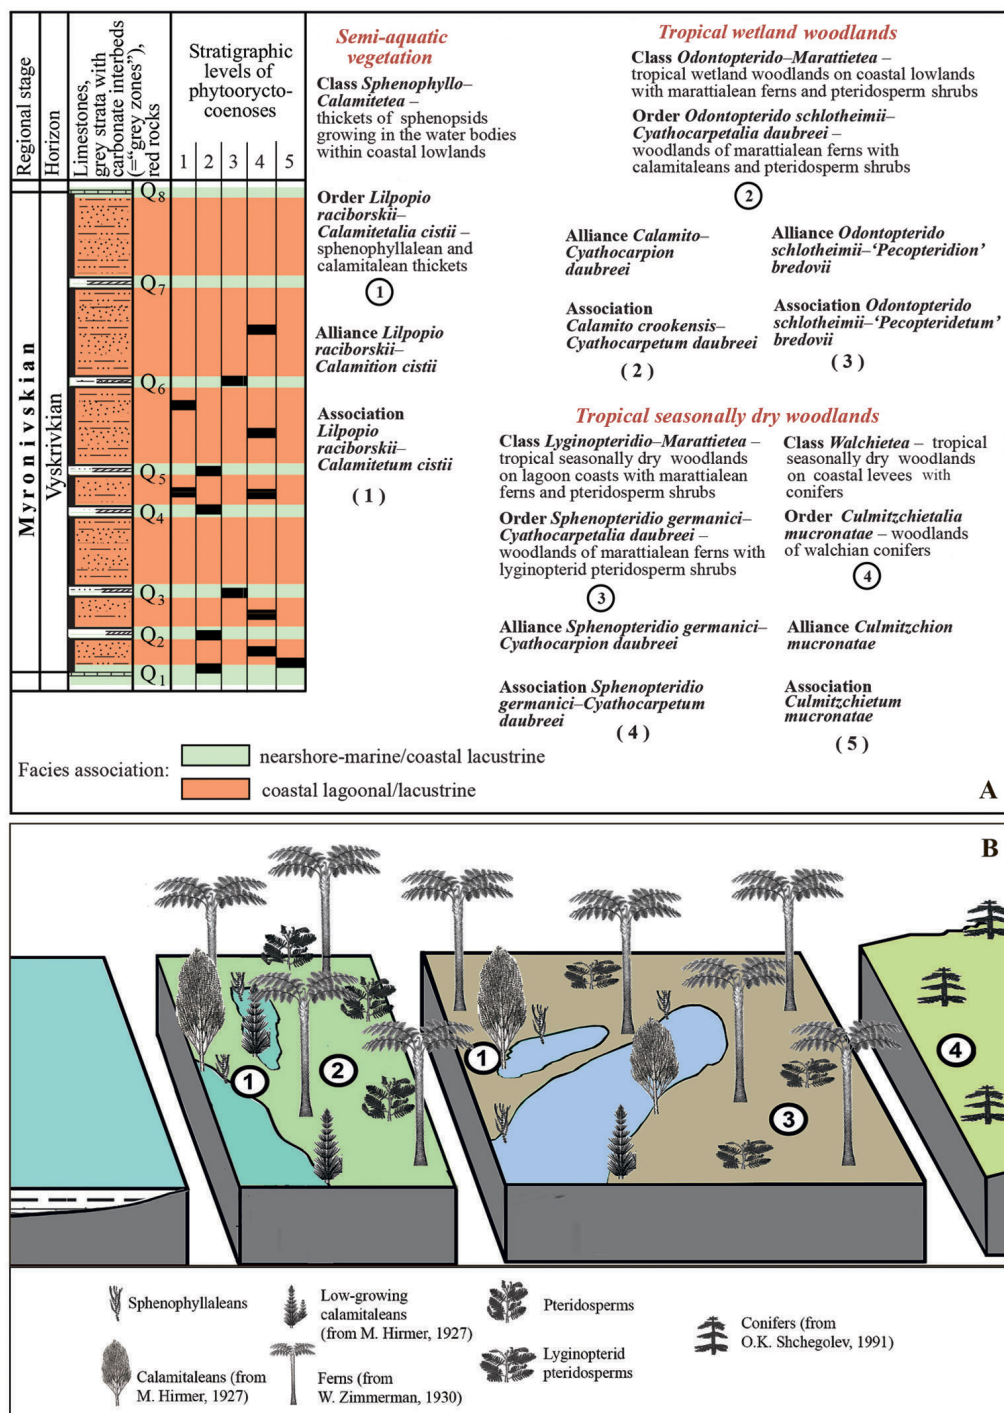 A
Regional stage
Horizon
Limestones,
grey strata with
carbonate interbeds
(="grey zones"),
red rocks
Stratigraphic
levels of
phytoorycto-
coenoses
1 2 3 4 5
Myronivskian
Vyskrivkian
Q8
Q7
Q6
Q5
Q4
Q3
Q2
Q1
Semi-aquatic
vegetation
Class Sphenophyllo–
Calamitetea –
thickets of sphenopsids
growing in the water bodies
within coastal lowlands
Order Lilpopio
raciborskii–
Calamitetalia cistii –
sphenophyllalean and
calamitalean thickets
1
Alliance Lilpopio
raciborskii–
Calamition cistii
Association
Lilpopio
raciborskii–
Calamitetum cistii
( 1 )
Tropical wetland woodlands
Class Odontopterido–Marattietea –
tropical wetland woodlands on coastal lowlands
with marattialean ferns and pteridosperm shrubs
Order Odontopterido schlotheimii–
Cyathocarpetalia daubreei –
woodlands of marattialean ferns with
calamitaleans and pteridosperm shrubs
2
Alliance Calamito–
Cyathocarpion
daubreei
Association
Calamito crookensis–
Cyathocarpetum daubreei
( 2 )
Alliance Odontopterido
schlotheimii–‘Pecopteridion’
bredovii
Association Odontopterido
schlotheimii–‘Pecopteridetum’
bredovii
( 3 )
Tropical seasonally dry woodlands
Class Lyginopteridio–Marattietea –
tropical seasonally dry woodlands
on lagoon coasts with marattialean
ferns and pteridosperm shrubs
Order Sphenopteridio germanici–
Cyathocarpetalia daubreei –
woodlands of marattialean ferns with
lyginopterid pteridosperm shrubs
3
Alliance Sphenopteridio germanici–
Cyathocarpion daubreei
Association Sphenopteridio
germanici–Cyathocarpetum
daubreei
( 4 )
Class Walchietea – tropical
seasonally dry woodlands
on coastal levees with
conifers
Order Culmitzchietalia
mucronatae – woodlands
of walchian conifers
4
Alliance Culmitzchion
mucronatae
Association
Culmitzchietum
mucronatae
( 5 )
Facies association:
nearshore-marine/coastal lacustrine
coastal lagoonal/lacustrine
B
1
2
1
3
4
Sphenophyllaleans
Calamitaleans (from
M. Hirmer, 1927)
Low-growing
calamitaleans
(from M. Hirmer, 1927)
Ferns (from
W. Zimmerman, 1930)
Pteridosperms
Lyginopterid
pteridosperms
Conifers (from
O.K. Shchegolev, 1991)